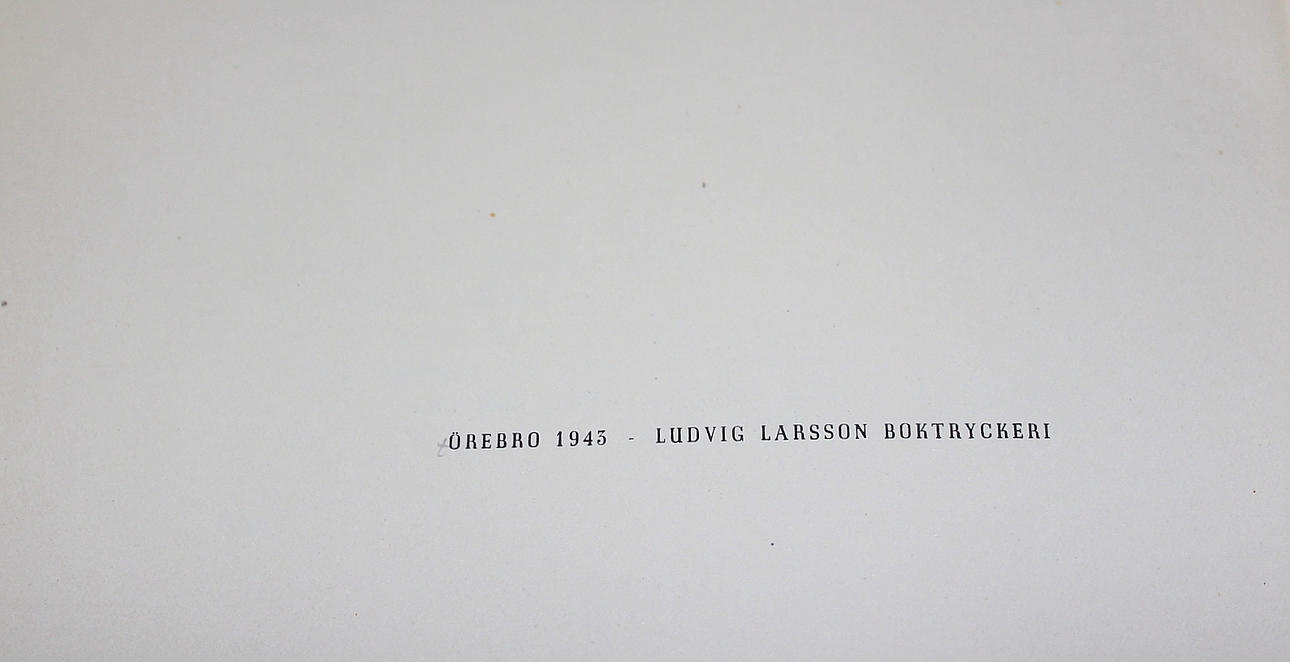 ÖREBRO 1943 - LUDVIG LARSSON BOKTRYCKERI